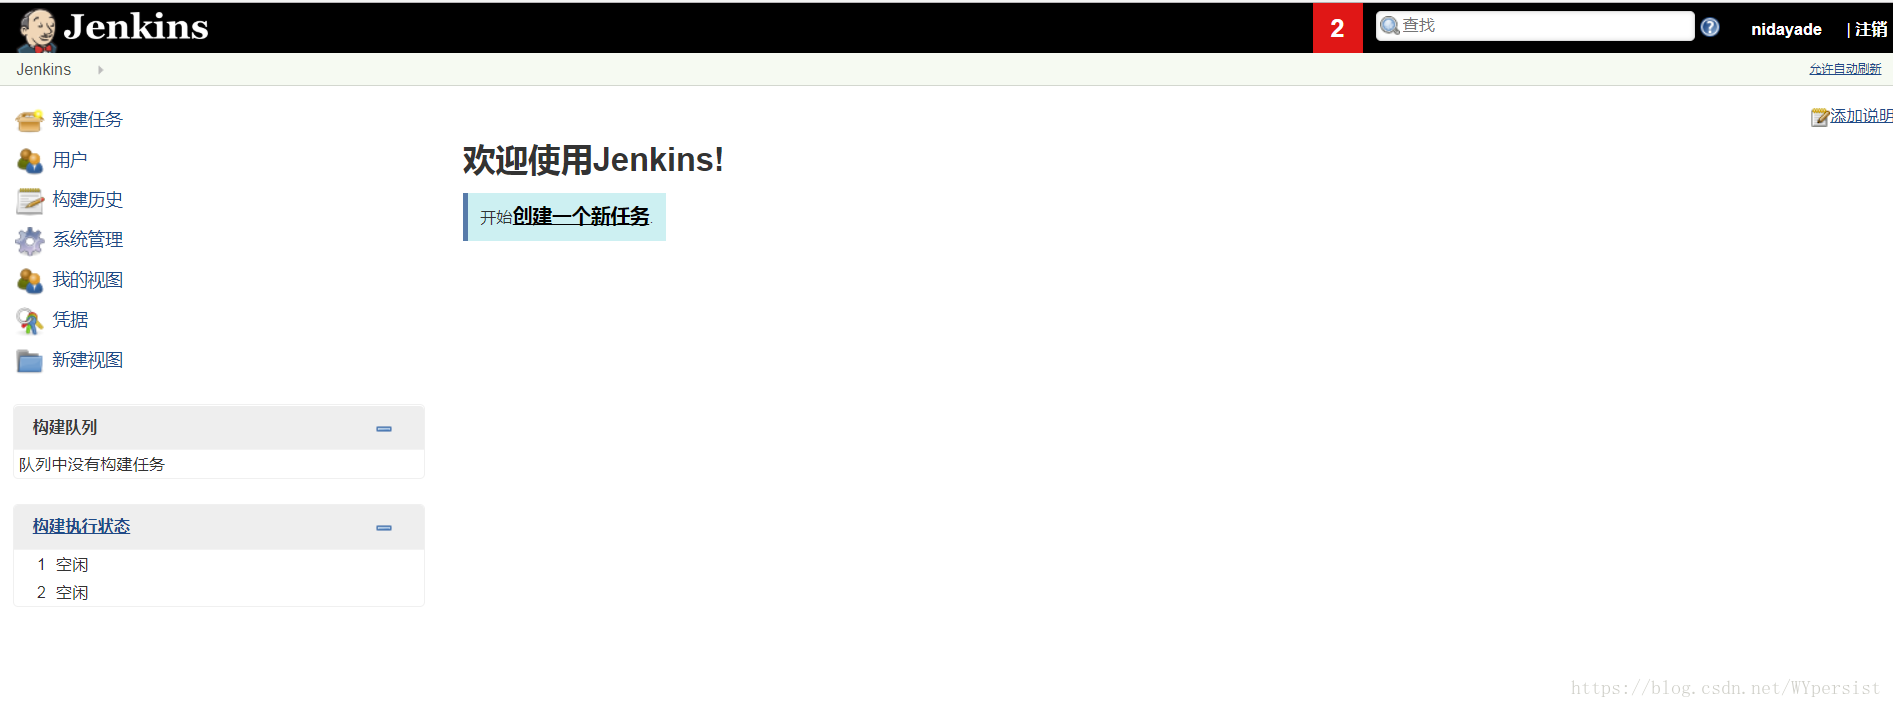 Jenkins
2
查找
nidayade
| 注销
Jenkins
允许自动刷新
新建任务
用户
构建历史
系统管理
我的视图
凭据
新建视图
添加说明
欢迎使用Jenkins!
开始创建一个新任务.
构建队列
队列中没有构建任务
构建执行状态
1 空闲
2 空闲
https://blog.csdn.net/WYpersist